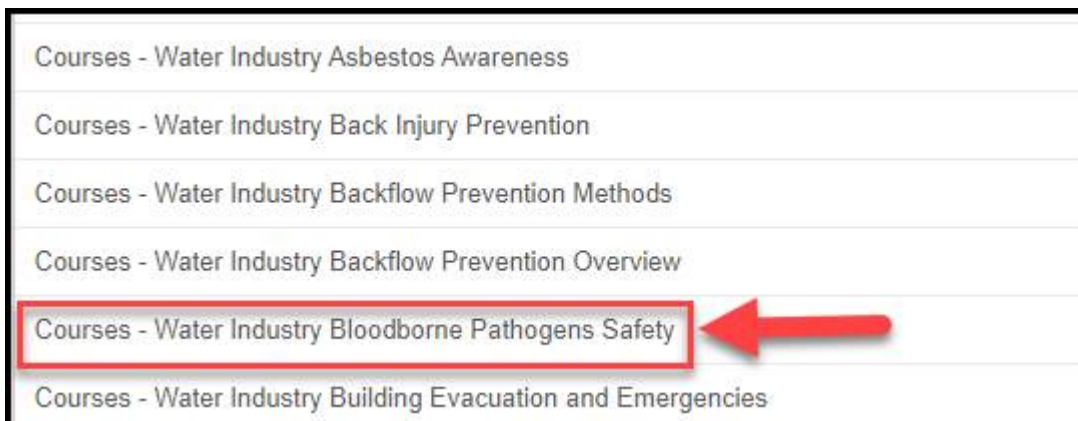 Courses - Water Industry Asbestos Awareness
Courses - Water Industry Back Injury Prevention
Courses - Water Industry Backflow Prevention Methods
Courses - Water Industry Backflow Prevention Overview
Courses - Water Industry Bloodborne Pathogens Safety
Courses - Water Industry Building Evacuation and Emergencies